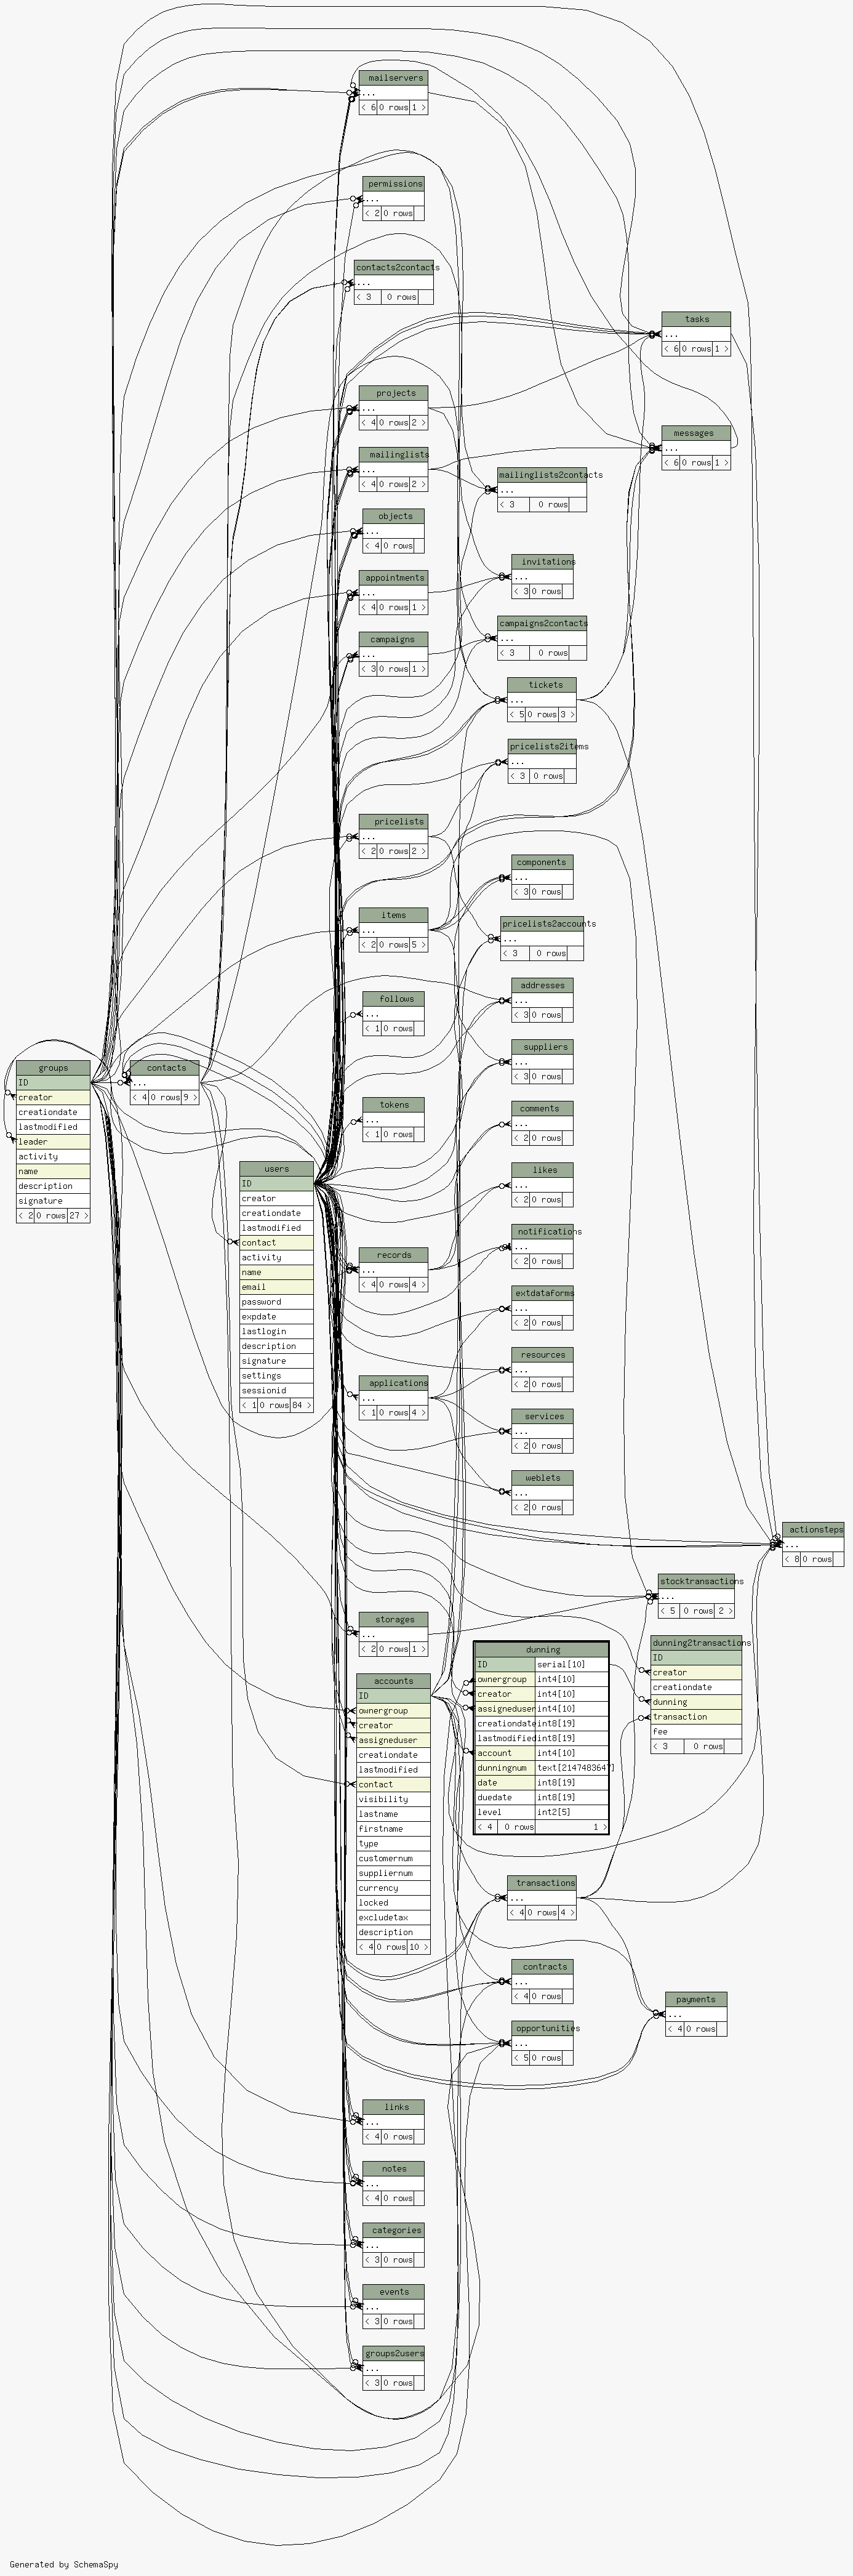 mailservers
...
< 6 0 rows 1 >
permissions
...
< 2 0 rows
contacts2contacts
...
< 3 0 rows
tasks
...
< 6 0 rows 1 >
projects
...
< 4 0 rows 2 >
messages
...
< 6 0 rows 1 >
mailinglists
...
< 4 0 rows 2 >
mailinglists2contacts
...
< 3 0 rows
objects
...
< 4 0 rows
invitations
...
< 3 0 rows
appointments
...
< 4 0 rows 1 >
campaigns2contacts
...
< 3 0 rows
campaigns
...
< 3 0 rows 1 >
tickets
...
< 5 0 rows 3 >
pricelists2items
...
< 3 0 rows
pricelists
...
< 2 0 rows 2 >
components
...
< 3 0 rows
items
...
< 2 0 rows 5 >
pricelists2accounts
...
< 3 0 rows
follows
...
< 1 0 rows
addresses
...
< 3 0 rows
suppliers
...
< 3 0 rows
groups
ID
creator
creationdate
lastmodified
leader
activity
name
description
signature
< 2 0 rows 27 >
contacts
...
< 4 0 rows 9 >
tokens
...
< 1 0 rows
comments
...
< 2 0 rows
users
ID
creator
creationdate
lastmodified
contact
activity
name
email
password
expdate
lastlogin
description
signature
settings
sessionid
< 1 0 rows 84 >
likes
...
< 2 0 rows
notifications
...
< 2 0 rows
records
...
< 4 0 rows 4 >
extdataforms
...
< 2 0 rows
resources
...
< 2 0 rows
applications
...
< 1 0 rows 4 >
services
...
< 2 0 rows
weblets
...
< 2 0 rows
actionsteps
...
< 8 0 rows
stocktransactions
...
< 5 0 rows 2 >
storages
...
< 2 0 rows 1 >
dunning
ID serial[10]
ownergroup int4[10]
creator int4[10]
assigneduser int4[10]
creationdate int8[19]
lastmodified int8[19]
account int4[10]
dunningnum text[2147483647]
date int8[19]
duedate int8[19]
level int2[5]
< 4 0 rows 1 >
dunning2transactions
ID
creator
creationdate
dunning
transaction
fee
< 3 0 rows
accounts
ID
ownergroup
creator
assigneduser
creationdate
lastmodified
contact
visibility
lastname
firstname
type
customernum
suppliernum
currency
locked
excludetax
description
< 4 0 rows 10 >
transactions
...
< 4 0 rows 4 >
contracts
...
< 4 0 rows
payments
...
< 4 0 rows
opportunities
...
< 5 0 rows
links
...
< 4 0 rows
notes
...
< 4 0 rows
categories
...
< 3 0 rows
events
...
< 3 0 rows
groups2users
...
< 3 0 rows
Generated by SchemaSpy